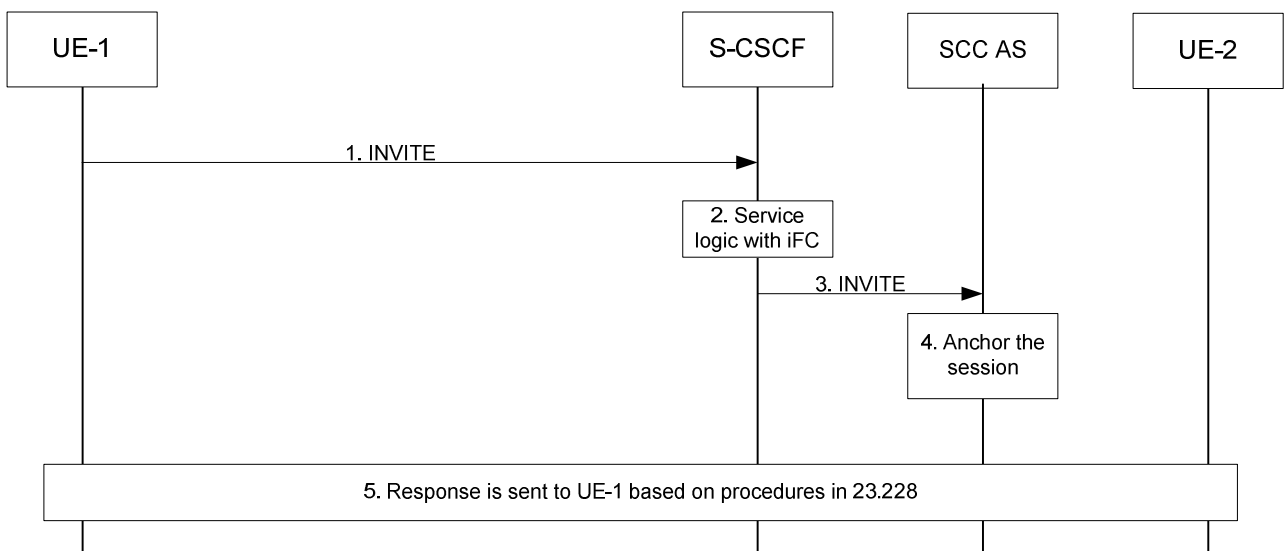 UE-1
S-CSCF
SCC AS
UE-2
1. INVITE
2. Service
logic with iFC
3. INVITE
4. Anchor the
session
5. Response is sent to UE-1 based on procedures in 23.228